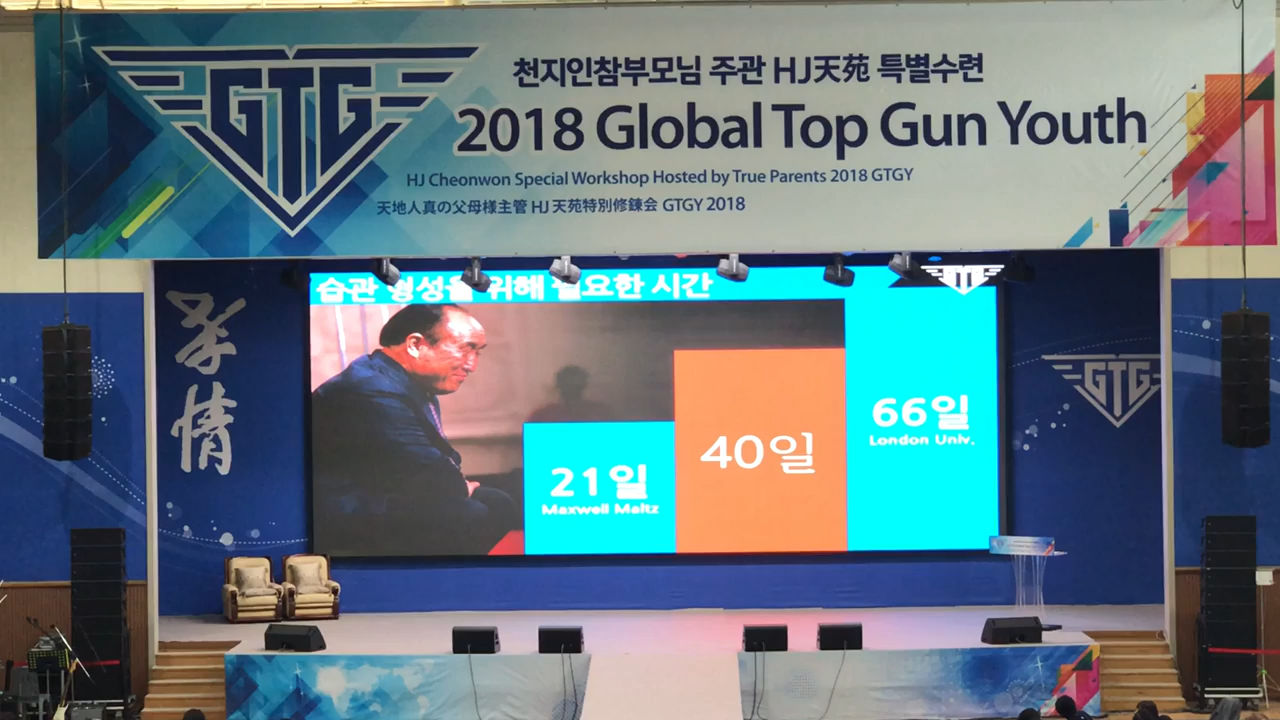 GTG
천지인참부모님 주관 HJ天苑 특별수련
2018 Global Top Gun Youth
HJ Cheonwon Special Workshop Hosted by True Parents 2018 GTGY
天地人真の父母様主管 HJ 天苑特別修鍊会 GTGY 2018
습관 형성을 위해 필요한 시간
GTG
孝情
GTG
21일
Maxwell Maltz
40일
66일
London Univ.